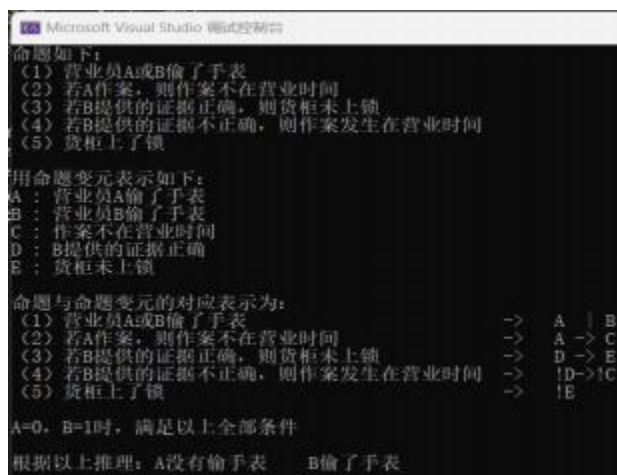 Microsoft Visual Studio 调试控制台
命题如下：
（1）营业员A或B偷了手表
（2）若A作案，则作案不在营业时间
（3）若B提供的证据正确，则货柜未上锁
（4）若B提供的证据不正确，则作案发生在营业时间
（5）货柜上了锁
用命题变元表示如下：
A ： 营业员A偷了手表
B ： 营业员B偷了手表
C ： 作案不在营业时间
D ： B提供的证据正确
E ： 货柜未上锁
命题与命题变元的对应表示为：
（1）营业员A或B偷了手表 -> A | B
（2）若A作案，则作案不在营业时间 -> A -> C
（3）若B提供的证据正确，则货柜未上锁 -> D -> E
（4）若B提供的证据不正确，则作案发生在营业时间 -> !D->!C
（5）货柜上了锁 -> !E
A=0，B=1时，满足以上全部条件
根据以上推理：A没有偷手表 B偷了手表